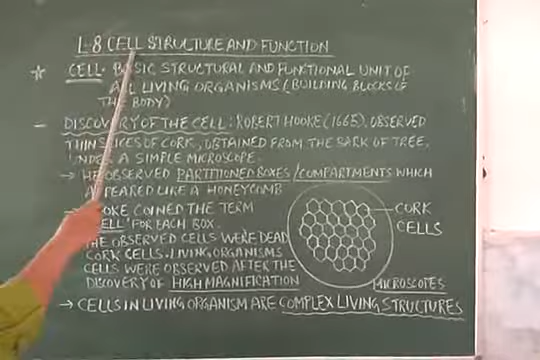 L-8 CELL STRUCTURE AND FUNCTION
* CELL- BASIC STRUCTURAL AND FUNCTIONAL UNIT OF
ALL LIVING ORGANISMS (BUILDING BLOCKS OF
THE BODY)
- DISCOVERY OF THE CELL: ROBERT HOOKE (1665), OBSERVED
THIN SLICES OF CORK, OBTAINED FROM THE BARK OF TREE,
UNDER A SIMPLE MICROSCOPE.
→ HE OBSERVED PARTITIONED BOXES / COMPARTMENTS WHICH
APPEARED LIKE A HONEYCOMB
HOOKE COINED THE TERM
'CELL' FOR EACH BOX.
THE OBSERVED CELLS WERE DEAD
CORK CELLS. LIVING ORGANISMS
CELLS WERE OBSERVED AFTER THE
DISCOVERY OF HIGH MAGNIFICATION
MICROSCOTES
→ CELLS IN LIVING ORGANISM ARE COMPLEX LIVING STRUCTURES
CORK
CELLS